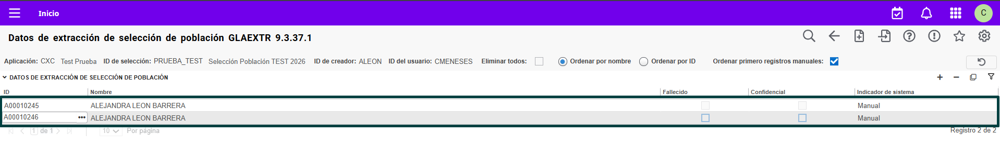 Inicio
C
Datos de extracción de selección de población GLAEXTR 9.3.37.1
Aplicación: CXC Test Prueba ID de selección: PRUEBA_TEST Selección Población TEST 2026 ID de creador: ALEON ID del usuario: CMENESES Eliminar todos: Ordenar por nombre Ordenar por ID Ordenar primero registros manuales:
DATOS DE EXTRACCIÓN DE SELECCIÓN DE POBLACIÓN
ID Nombre Fallecido Confidencial Indicador de sistema
A00010245 ALEJANDRA LEON BARRERA Manual
A00010246 ALEJANDRA LEON BARRERA Manual
1 de 1 10 Por página Registro 2 de 2